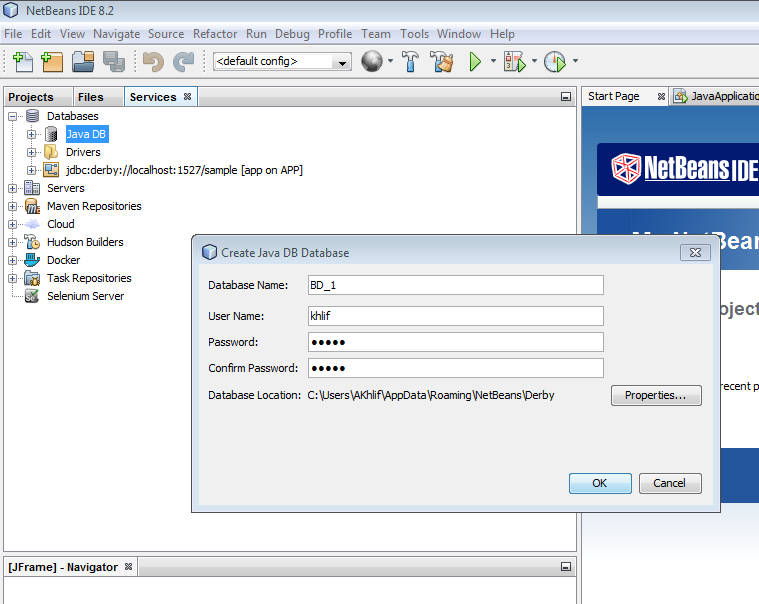 NetBeans IDE 8.2
File Edit View Navigate Source Refactor Run Debug Profile Team Tools Window Help
<default config>
Projects Files Services
Start Page
Databases
Java DB
Drivers
jdbc:derby://localhost:1527/sample [app on APP]
Servers
Maven Repositories
Cloud
Hudson Builders
Docker
Task Repositories
Selenium Server
NetBeans IDE
Create Java DB Database
Database Name: BD_1
User Name: khlif
Password: •••••
Confirm Password: •••••
Database Location: C:\Users\AKhlif\AppData\Roaming\NetBeans\Derby
Properties...
OK Cancel
[JFrame] - Navigator